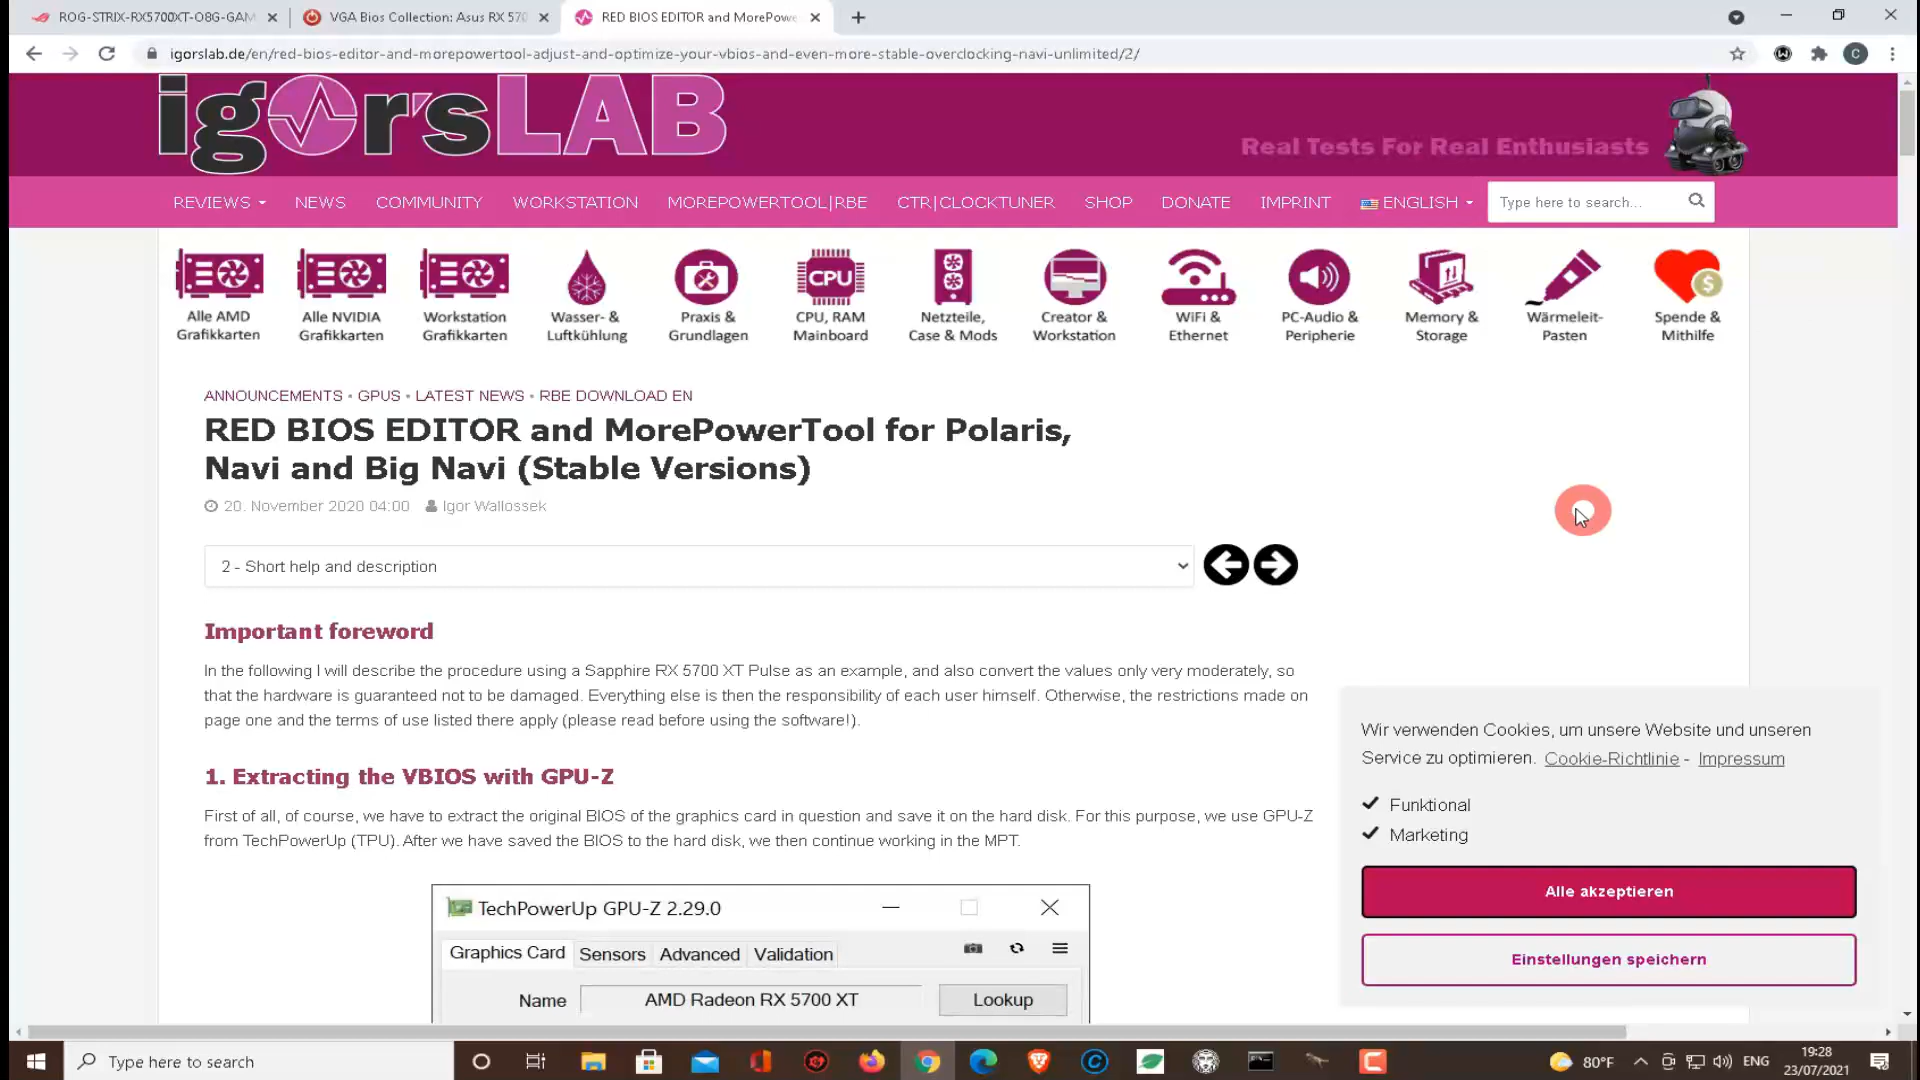 ROG-STRIX-RX5700XT-O8G-GAM
VGA Bios Collection: Asus RX 570
RED BIOS EDITOR and MorePowe
igorslab.de/en/red-bios-editor-and-morepowertool-adjust-and-optimize-your-vbios-and-even-more-stable-overclocking-navi-unlimited/2/
C
igor'sLAB
Real Tests For Real Enthusiasts
REVIEWS
NEWS
COMMUNITY
WORKSTATION
MOREPOWERTOOL|RBE
CTR|CLOCKTUNER
SHOP
DONATE
IMPRINT
ENGLISH
Type here to search...
Alle AMD
Grafikkarten
Alle NVIDIA
Grafikkarten
Workstation
Grafikkarten
Wasser- &
Luftkühlung
Praxis &
Grundlagen
CPU
CPU, RAM
Mainboard
Netzteile,
Case & Mods
Creator &
Workstation
WiFi &
Ethernet
PC-Audio &
Peripherie
Memory &
Storage
Wärmeleit-
Pasten
$
Spende &
Mithilfe
ANNOUNCEMENTS • GPUS • LATEST NEWS • RBE DOWNLOAD EN
RED BIOS EDITOR and MorePowerTool for Polaris,
Navi and Big Navi (Stable Versions)
20. November 2020 04:00 Igor Wallossek
2 - Short help and description
Important foreword
In the following I will describe the procedure using a Sapphire RX 5700 XT Pulse as an example, and also convert the values only very moderately, so
that the hardware is guaranteed not to be damaged. Everything else is then the responsibility of each user himself. Otherwise, the restrictions made on
page one and the terms of use listed there apply (please read before using the software!).
1. Extracting the VBIOS with GPU-Z
First of all, of course, we have to extract the original BIOS of the graphics card in question and save it on the hard disk. For this purpose, we use GPU-Z
from TechPowerUp (TPU). After we have saved the BIOS to the hard disk, we then continue working in the MPT.
TechPowerUp GPU-Z 2.29.0
Graphics Card Sensors Advanced Validation
Name AMD Radeon RX 5700 XT Lookup
Wir verwenden Cookies, um unsere Website und unseren
Service zu optimieren. Cookie-Richtlinie - Impressum
Funktional
Marketing
Alle akzeptieren
Einstellungen speichern
Type here to search
80°F
ENG
19:28
23/07/2021